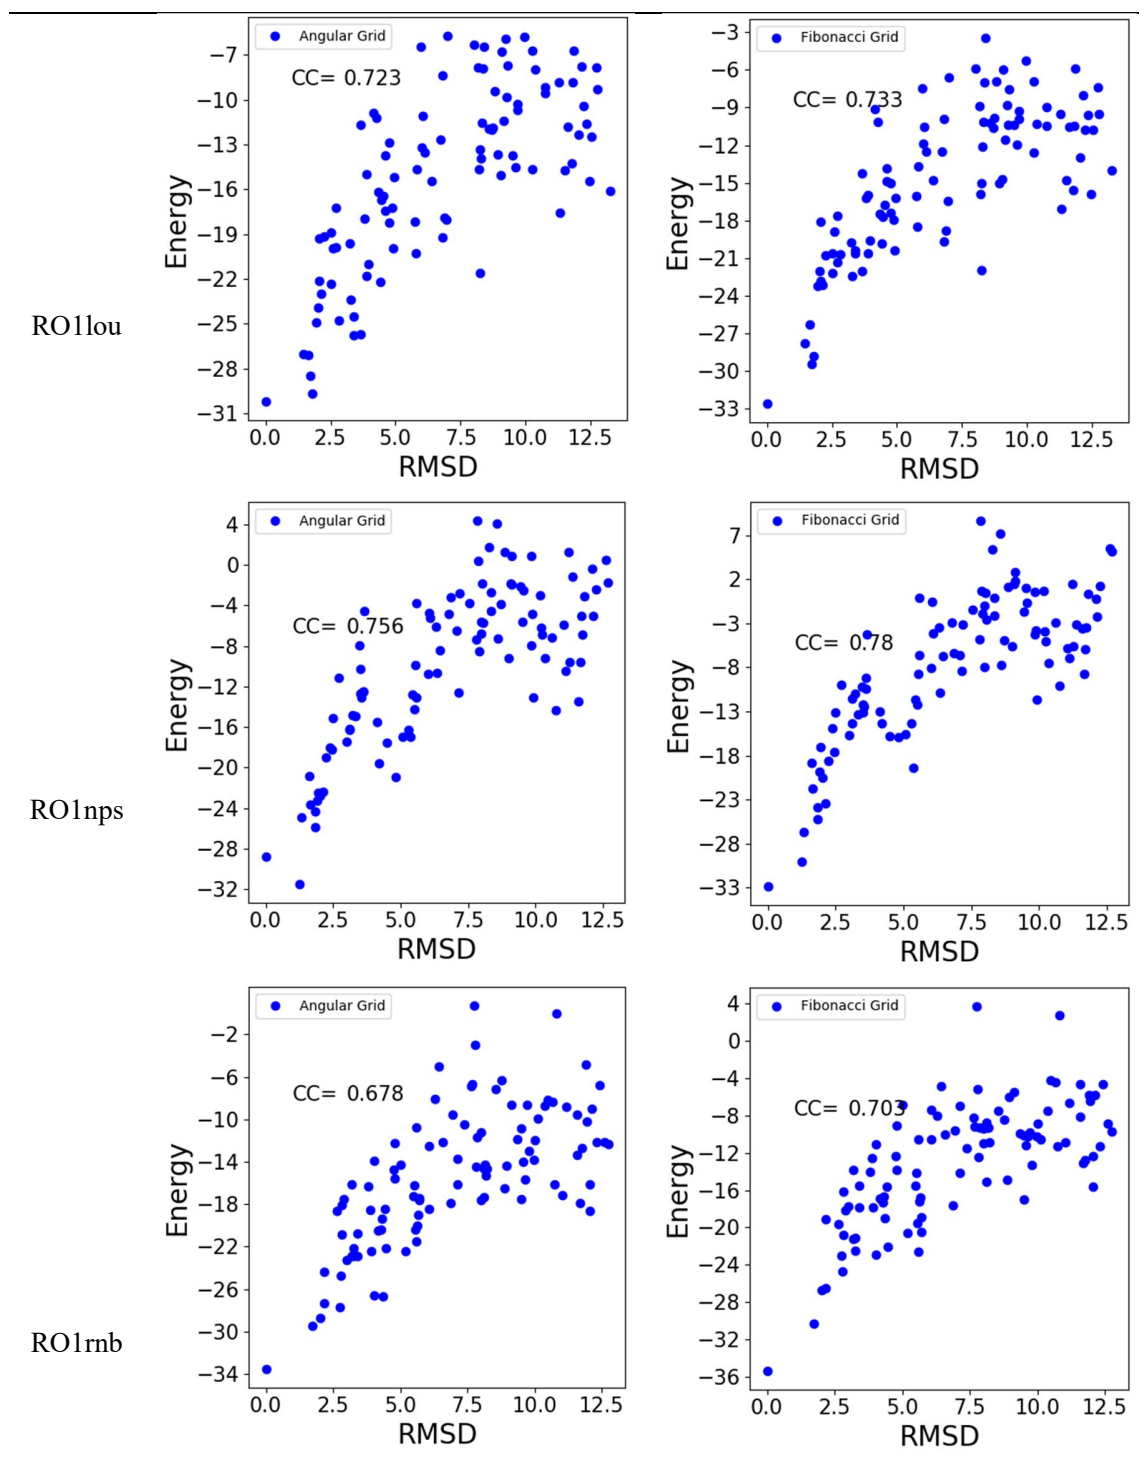 RO1lou
Angular Grid
CC= 0.723
Energy
−7
−10
−13
−16
−19
−22
−25
−28
−31
0.0 2.5 5.0 7.5 10.0 12.5
RMSD
Fibonacci Grid
CC= 0.733
Energy
−3
−6
−9
−12
−15
−18
−21
−24
−27
−30
−33
0.0 2.5 5.0 7.5 10.0 12.5
RMSD
RO1nps
Angular Grid
CC= 0.756
Energy
4
0
−4
−8
−12
−16
−20
−24
−28
−32
0.0 2.5 5.0 7.5 10.0 12.5
RMSD
Fibonacci Grid
CC= 0.78
Energy
7
2
−3
−8
−13
−18
−23
−28
−33
0.0 2.5 5.0 7.5 10.0 12.5
RMSD
RO1rnb
Angular Grid
CC= 0.678
Energy
−2
−6
−10
−14
−18
−22
−26
−30
−34
0.0 2.5 5.0 7.5 10.0 12.5
RMSD
Fibonacci Grid
CC= 0.703
Energy
4
0
−4
−8
−12
−16
−20
−24
−28
−32
−36
0.0 2.5 5.0 7.5 10.0 12.5
RMSD